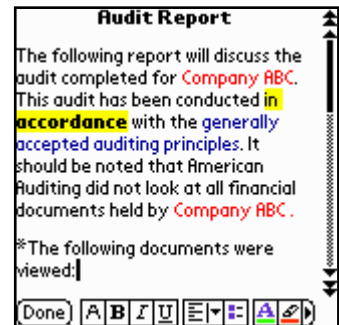 Audit Report
The following report will discuss the
audit completed for Company ABC.
This audit has been conducted in
accordance with the generally
accepted auditing principles. It
should be noted that American
Auditing did not look at all financial
documents held by Company ABC .
*The following documents were
viewed:
Done A B I U E A